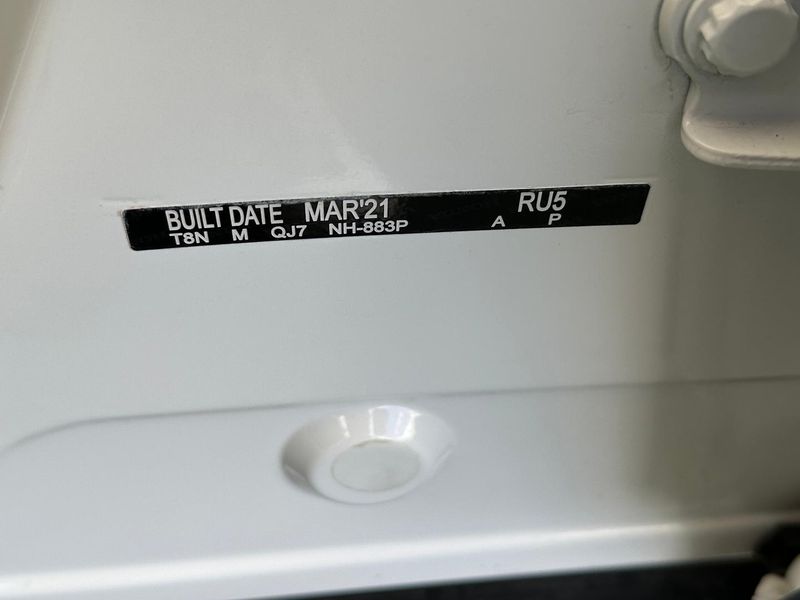 BUILT DATE MAR'21 RU5
T8N M QJ7 NH-883P A P